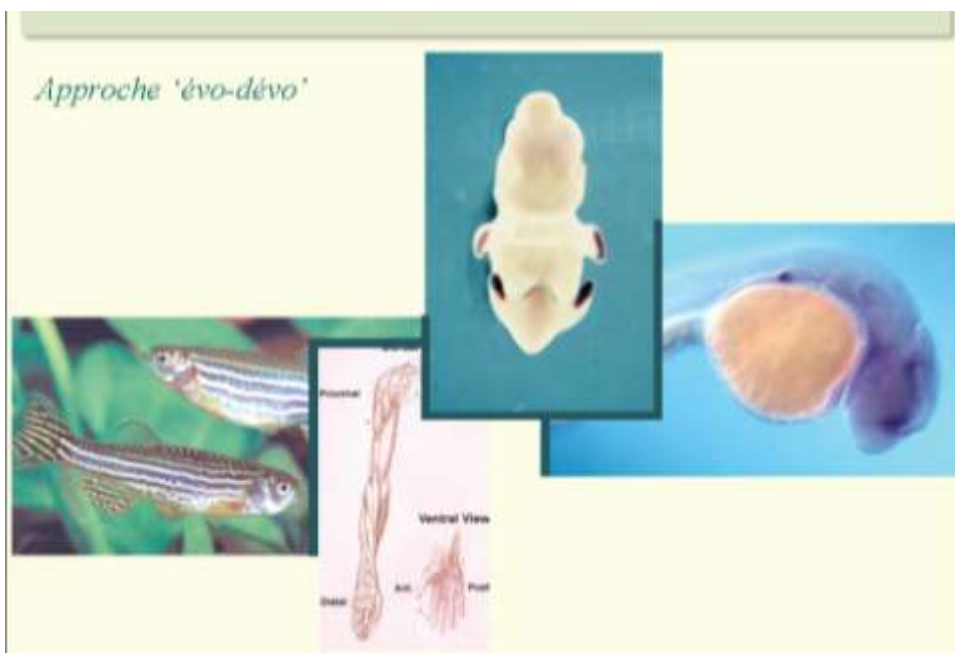 Approche ‘évo-dévo’
Proximal
Ventral View
Ant.
Post
Distal